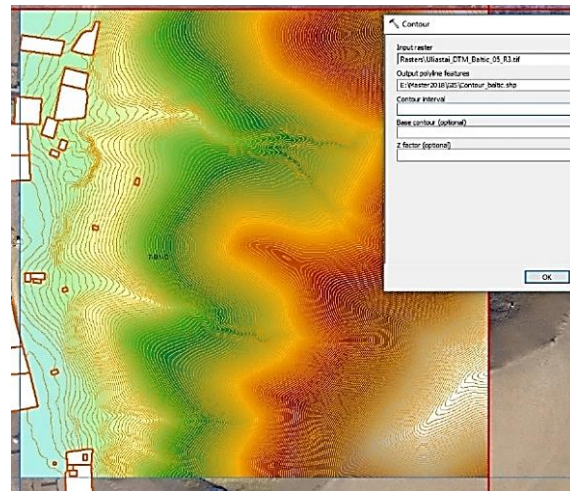 Contour
Input raster
Rasters\Uliastai_DTM_Baltic_05_R3.tif
Output polyline features
E:\Master2018\GIS\Contour_baltic.shp
Contour interval
Base contour (optional)
Z factor (optional)
OK